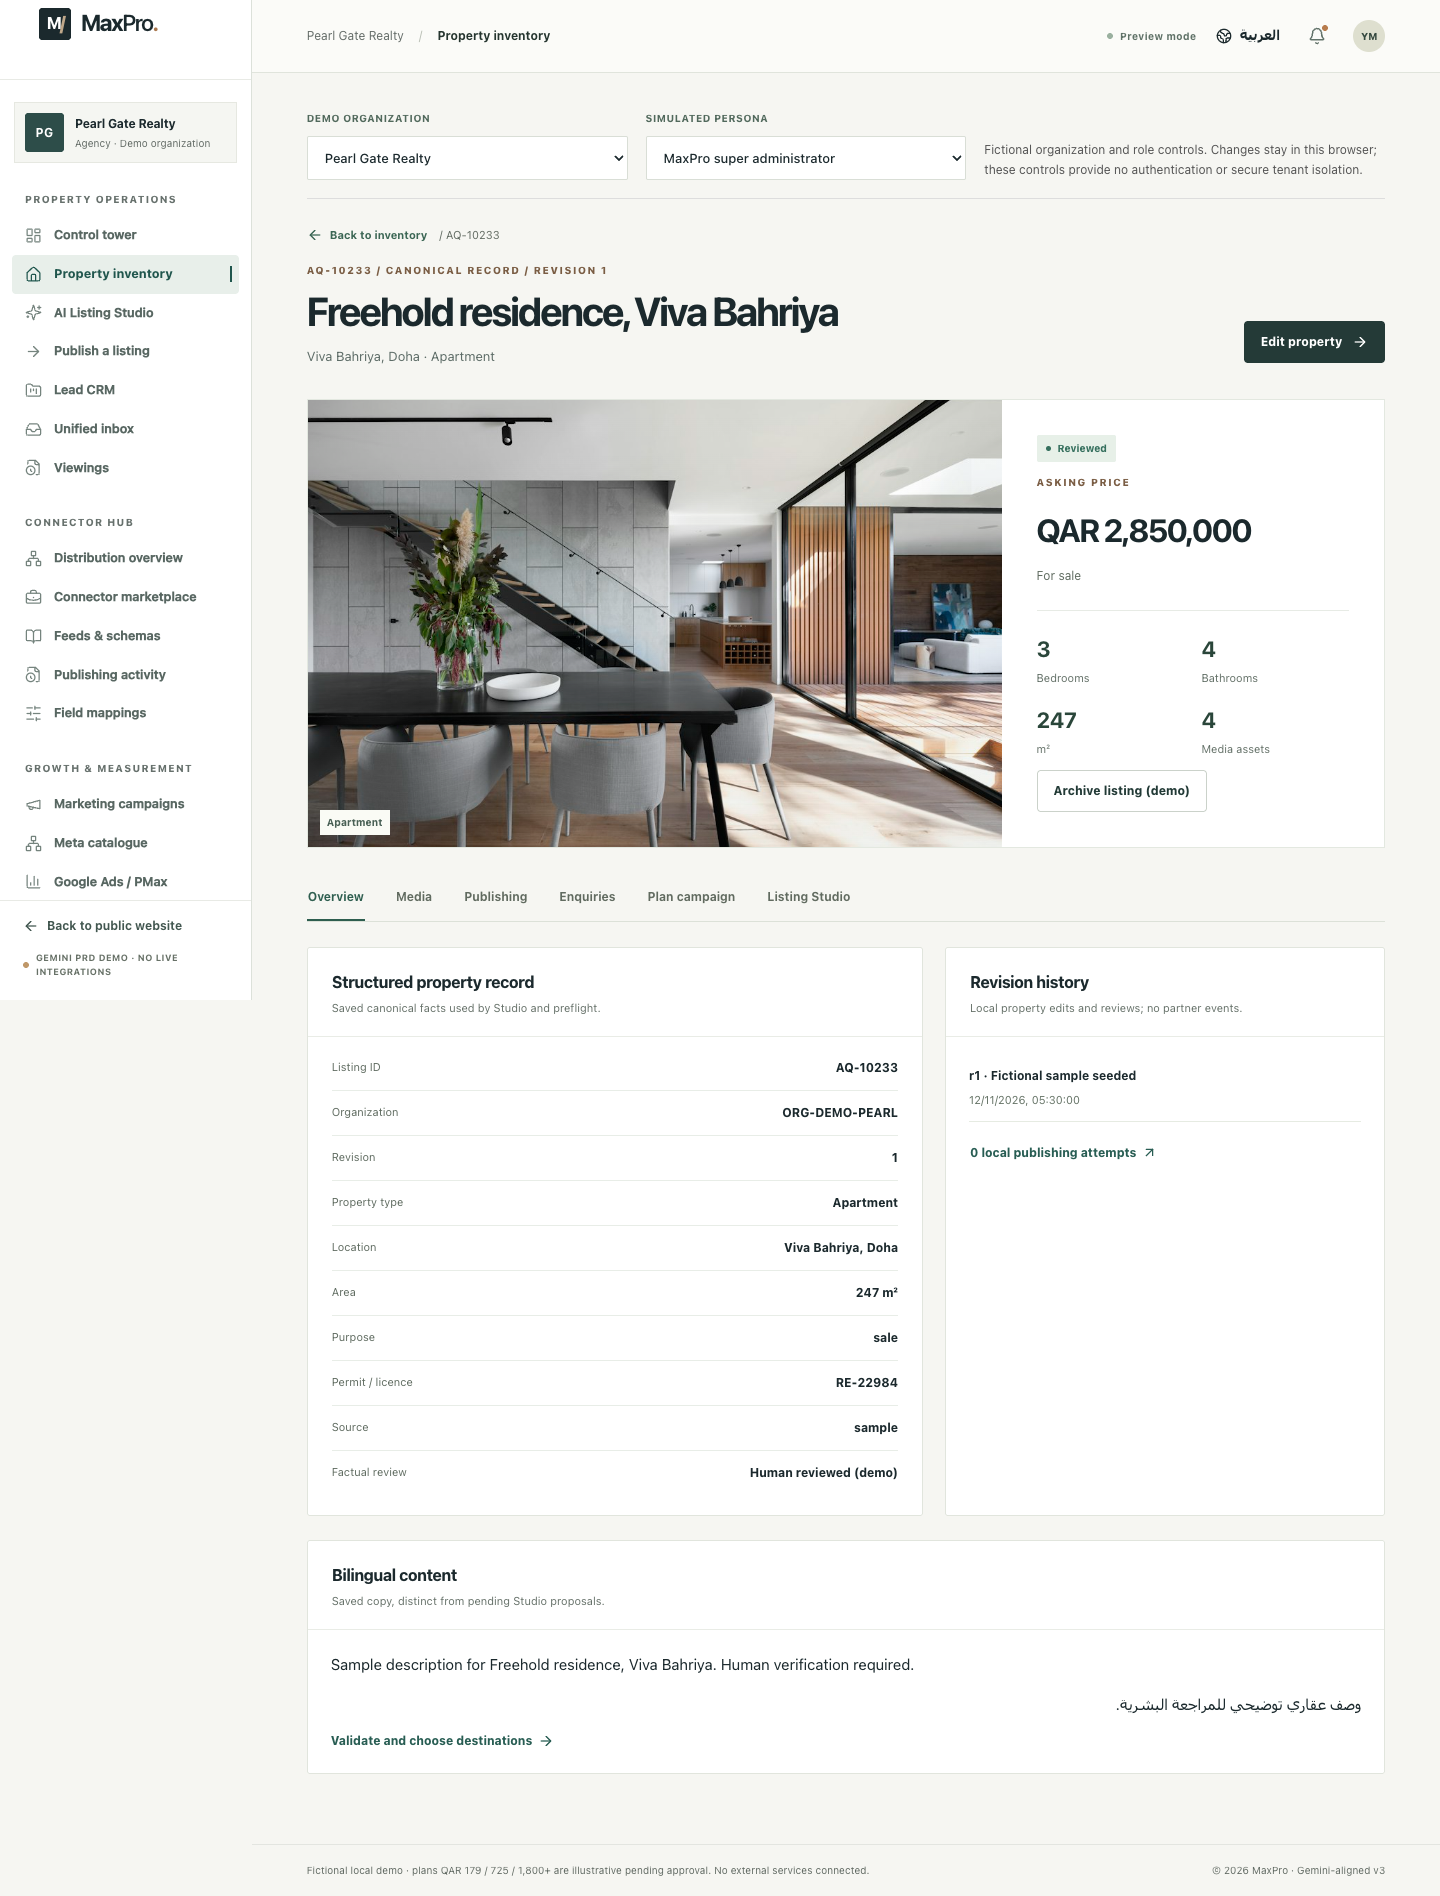 M/ MaxPro.
PG
Pearl Gate Realty
Agency · Demo organization
PROPERTY OPERATIONS
Control tower
Property inventory
AI Listing Studio
Publish a listing
Lead CRM
Unified inbox
Viewings
CONNECTOR HUB
Distribution overview
Connector marketplace
Feeds & schemas
Publishing activity
Field mappings
GROWTH & MEASUREMENT
Marketing campaigns
Meta catalogue
Google Ads / PMax
Back to public website
GEMINI PRD DEMO · NO LIVE
INTEGRATIONS
Pearl Gate Realty / Property inventory
Preview mode
العربية
YM
DEMO ORGANIZATION
Pearl Gate Realty
SIMULATED PERSONA
MaxPro super administrator
Fictional organization and role controls. Changes stay in this browser;
these controls provide no authentication or secure tenant isolation.
Back to inventory / AQ-10233
AQ-10233 / CANONICAL RECORD / REVISION 1
Freehold residence, Viva Bahriya
Viva Bahriya, Doha · Apartment
Edit property
Apartment
Reviewed
ASKING PRICE
QAR 2,850,000
For sale
3
Bedrooms
4
Bathrooms
247
m²
4
Media assets
Archive listing (demo)
Overview
Media
Publishing
Enquiries
Plan campaign
Listing Studio
Structured property record
Saved canonical facts used by Studio and preflight.
Listing ID AQ-10233
Organization ORG-DEMO-PEARL
Revision 1
Property type Apartment
Location Viva Bahriya, Doha
Area 247 m²
Purpose sale
Permit / licence RE-22984
Source sample
Factual review Human reviewed (demo)
Revision history
Local property edits and reviews; no partner events.
r1 · Fictional sample seeded
12/11/2026, 05:30:00
0 local publishing attempts
Bilingual content
Saved copy, distinct from pending Studio proposals.
Sample description for Freehold residence, Viva Bahriya. Human verification required.
وصف عقاري توضيحي للمراجعة البشرية.
Validate and choose destinations
Fictional local demo · plans QAR 179 / 725 / 1,800+ are illustrative pending approval. No external services connected.
© 2026 MaxPro · Gemini-aligned v3